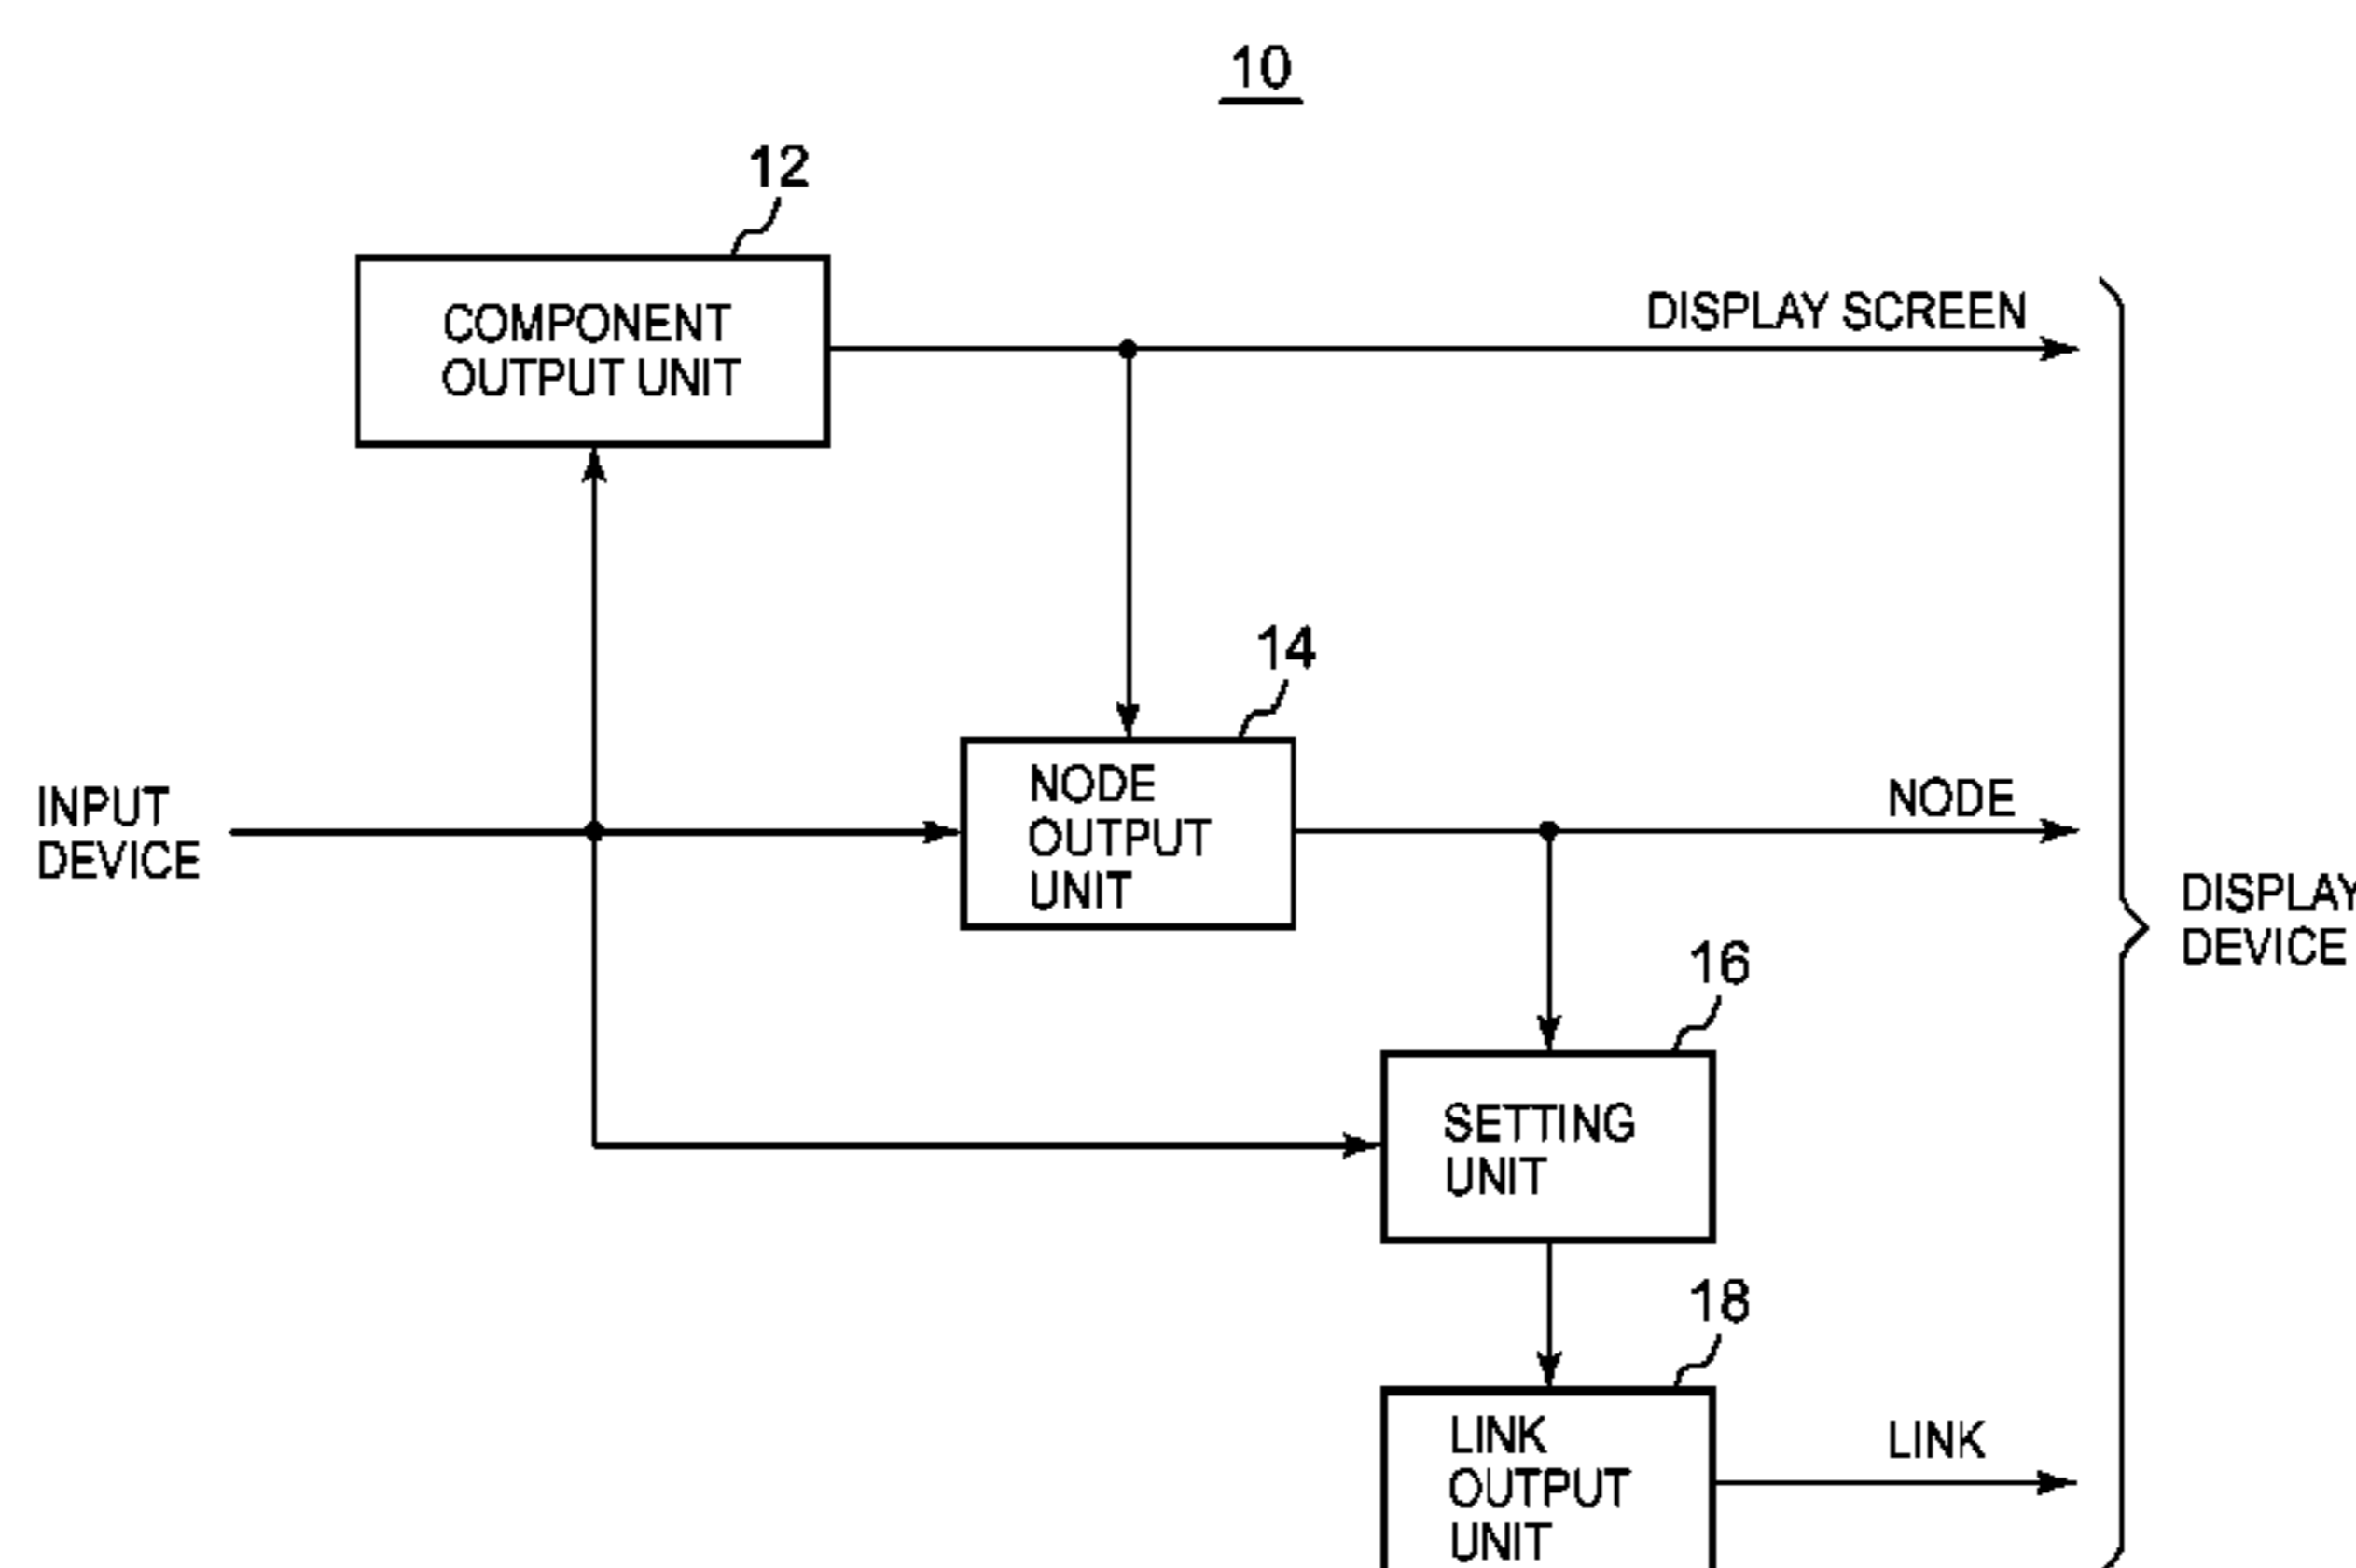 10
12
COMPONENT
OUTPUT UNIT
DISPLAY SCREEN
14
NODE
OUTPUT
UNIT
INPUT
DEVICE
NODE
DISPLAY
DEVICE
16
SETTING
UNIT
18
LINK
OUTPUT
UNIT
LINK